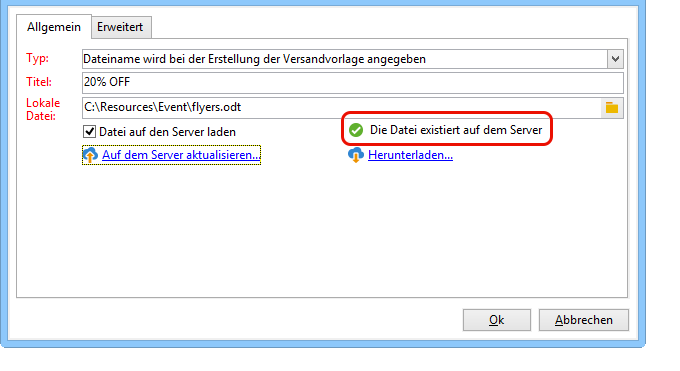 Allgemein Erweitert
Typ: Dateiname wird bei der Erstellung der Versandvorlage angegeben
Titel: 20% OFF
Lokale Datei: C:\Resources\Event\flyers.odt
Datei auf den Server laden Die Datei existiert auf dem Server
Auf dem Server aktualisieren... Herunterladen...
Ok Abbrechen